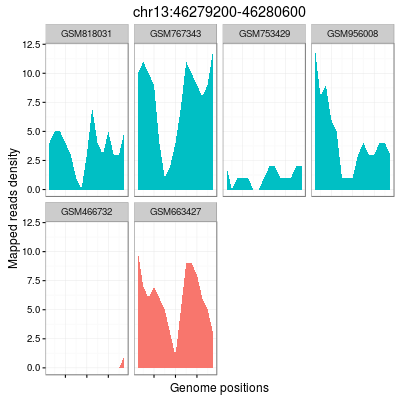 chr13:46279200-46280600
GSM818031 GSM767343 GSM753429 GSM956008
12.5
10.0
7.5
5.0
2.5
0.0
GSM466732 GSM663427
12.5
10.0
7.5
5.0
2.5
0.0
Mapped reads density
Genome positions